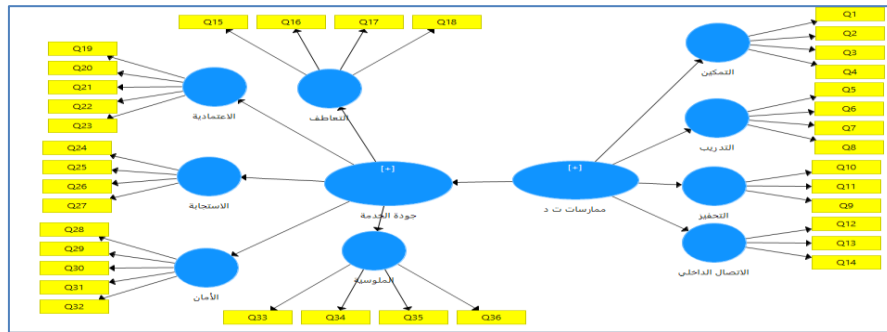 Q15
Q16
Q17
Q18
Q1
Q2
Q3
Q4
التمكين
Q19
Q20
Q21
Q22
Q23
الاعتمادية
التعاطف
Q5
Q6
Q7
Q8
التدريب
Q24
Q25
Q26
Q27
الاستجابة
[+]
جودة الخدمة
[+]
ممارسات ت د
Q10
Q11
Q9
التحفيز
Q28
Q29
Q30
Q31
Q32
الأمان
الملوسية
Q12
Q13
Q14
الاتصال الداخلي
Q33
Q34
Q35
Q36